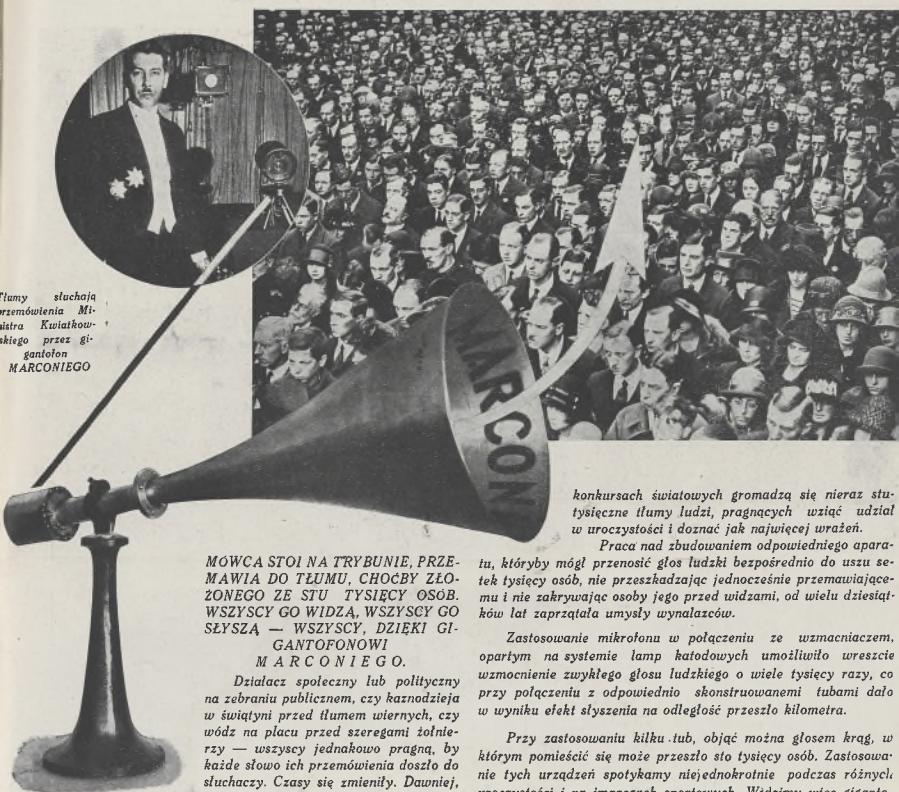 Tłumy słuchają
przemówienia Mi-
nistra Kwiatkow-
skiego przez gi-
gantofon
MARCONIEGO
MARCONI
MÓWCA STOI NA TRYBUNIE, PRZE-
MAWIA DO TŁUMU, CHOĆBY ZŁO-
ŻONEGO ZE STU TYSIĘCY OSÓB.
WSZYSCY GO WIDZĄ, WSZYSCY GO
SŁYSZĄ — WSZYSCY, DZIĘKI GI-
GANTOFONOWI
MARCONIEGO.
Działacz społeczny lub polityczny
na zebraniu publicznem, czy kaznodzieja
w świątyni przed tłumem wiernych, czy
wódz na placu przed szeregami żołnie-
rzy — wszyscy jednakowo pragną, by
każde słowo ich przemówienia doszło do
słuchaczy. Czasy się zmieniły. Dawniej,
konkursach światowych gromadzą się nieraz stu-
tysięczne tłumy ludzi, pragnących wziąć udział
w uroczystości i doznać jak najwięcej wrażeń.
Praca nad zbudowaniem odpowiedniego apara-
tu, któryby mógł przenosić głos ludzki bezpośrednio do uszu se-
tek tysięcy osób, nie przeszkadzając jednocześnie przemawiające-
mu i nie zakrywając osoby jego przed widzami, od wielu dziesiąt-
ków lat zaprzątała umysły wynalazców.
Zastosowanie mikrofonu w połączeniu ze wzmacniaczem,
opartym na systemie lamp katodowych umożliwiło wreszcie
wzmocnienie zwykłego głosu ludzkiego o wiele tysięcy razy, co
przy połączeniu z odpowiednio skonstruowanemi tubami dało
w wyniku efekt słyszenia na odległość przeszło kilometra.
Przy zastosowaniu kilku tub, objąć można głosem krąg, w
którym pomieścić się może przeszło sto tysięcy osób. Zastosowa-
nie tych urządzeń spotykamy niejednokrotnie podczas różnych
uroczystości i na imprezach sportowych. Widzimy więc giganto-